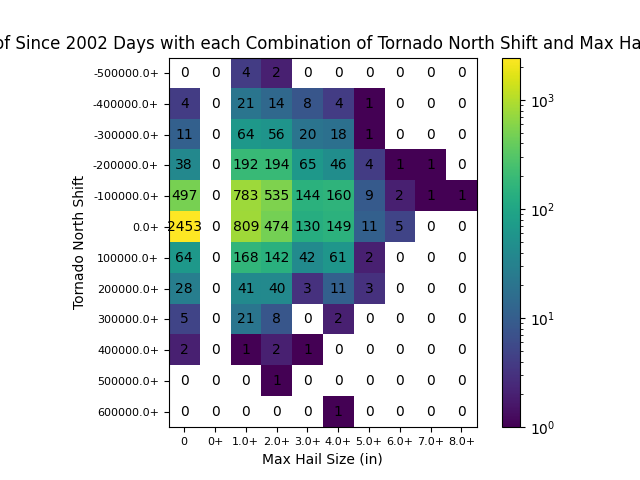 of Since 2002 Days with each Combination of Tornado North Shift and Max Ha
-500000.0+ 0 0 4 2 0 0 0 0 0 0
-400000.0+ 4 0 21 14 8 4 1 0 0 0
-300000.0+ 11 0 64 56 20 18 1 0 0 0
-200000.0+ 38 0 192 194 65 46 4 1 1 0
-100000.0+ 497 0 783 535 144 160 9 2 1 1
0.0+ 2453 0 809 474 130 149 11 5 0 0
100000.0+ 64 0 168 142 42 61 2 0 0 0
200000.0+ 28 0 41 40 3 11 3 0 0 0
300000.0+ 5 0 21 8 0 2 0 0 0 0
400000.0+ 2 0 1 2 1 0 0 0 0 0
500000.0+ 0 0 0 1 0 0 0 0 0 0
600000.0+ 0 0 0 0 0 1 0 0 0 0
0 0+ 1.0+ 2.0+ 3.0+ 4.0+ 5.0+ 6.0+ 7.0+ 8.0+
Max Hail Size (in)
Tornado North Shift
10³
10²
10¹
10⁰